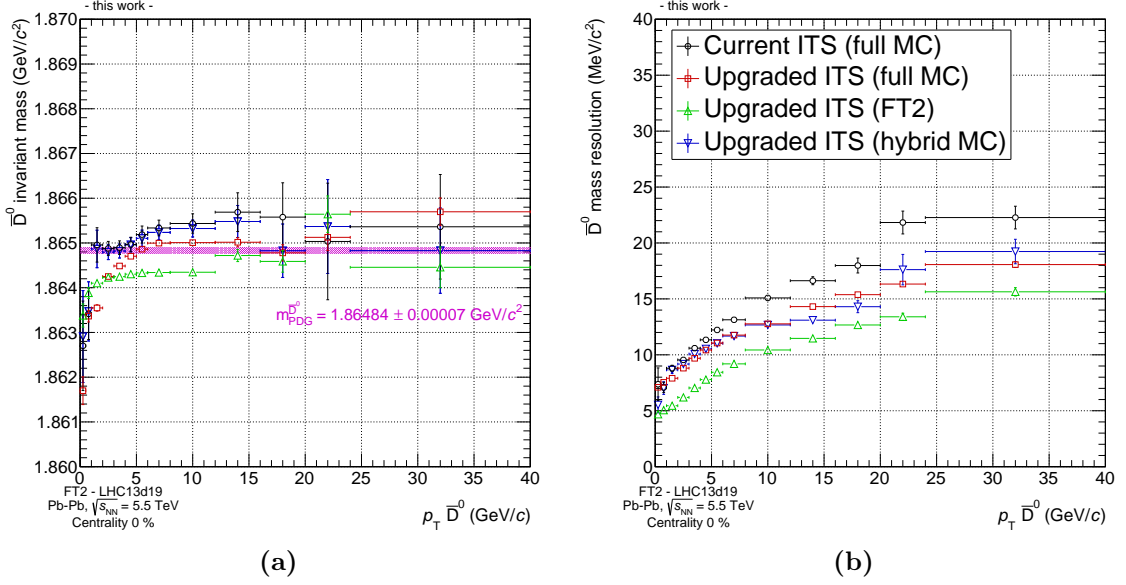 - this work -
D̅⁰ invariant mass (GeV/c²)
1.870
1.869
1.868
1.867
1.866
1.865
1.864
1.863
1.862
1.861
1.860
m_PDG^D̅⁰ = 1.86484 ± 0.00007 GeV/c²
0 5 10 15 20 25 30 35 40
FT2 - LHC13d19
Pb-Pb, √s_NN = 5.5 TeV
Centrality 0 %
p_T D̅⁰ (GeV/c)
(a)
- this work -
D̅⁰ mass resolution (MeV/c²)
40
35
30
25
20
15
10
5
0
Current ITS (full MC)
Upgraded ITS (full MC)
Upgraded ITS (FT2)
Upgraded ITS (hybrid MC)
0 5 10 15 20 25 30 35 40
FT2 - LHC13d19
Pb-Pb, √s_NN = 5.5 TeV
Centrality 0 %
p_T D̅⁰ (GeV/c)
(b)